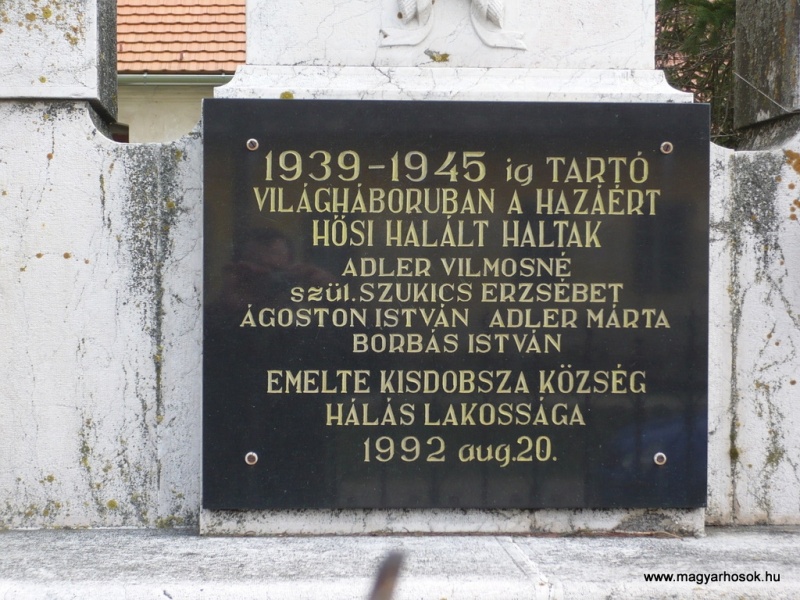 1939-1945 ig TARTÓ
VILÁGHÁBORUBAN A HAZÁÉRT
HŐSI HALÁLT HALTAK
ADLER VILMOSNÉ
szül. SZUKICS ERZSÉBET
ÁGOSTON ISTVÁN ADLER MÁRTA
BORBÁS ISTVÁN
EMELTE KISDOBSZA KÖZSÉG
HÁLÁS LAKOSSÁGA
1992 aug.20.
www.magyarhosok.hu